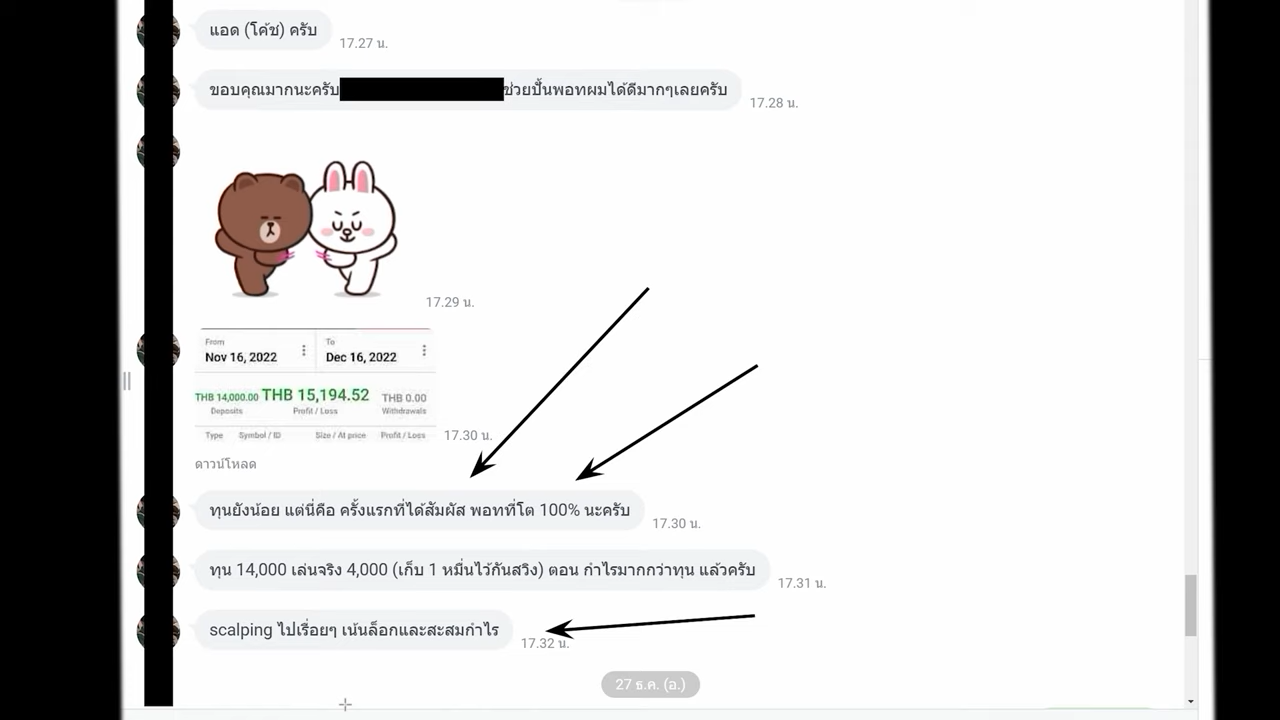 แอด (โค้ช) ครับ
17.27 น.
ขอบคุณมากนะครับ ช่วยปั้นพอทผมได้ดีมากๆเลยครับ
17.28 น.
17.29 น.
From To
Nov 16, 2022 Dec 16, 2022
THB 14,000.00 THB 15,194.52 THB 0.00
Deposits Profit / Loss Withdrawals
Type Symbol / ID Size / At price Profit / Loss
17.30 น.
ดาวน์โหลด
ทุนยังน้อย แต่นี่คือ ครั้งแรกที่ได้สัมผัส พอทที่โต 100% นะครับ
17.30 น.
ทุน 14,000 เล่นจริง 4,000 (เก็บ 1 หมื่นไว้กันสวิง) ตอน กำไรมากกว่าทุน แล้วครับ
17.31 น.
scalping ไปเรื่อยๆ เน้นล็อกและสะสมกำไร
17.32 น.
27 ธ.ค. (อ.)